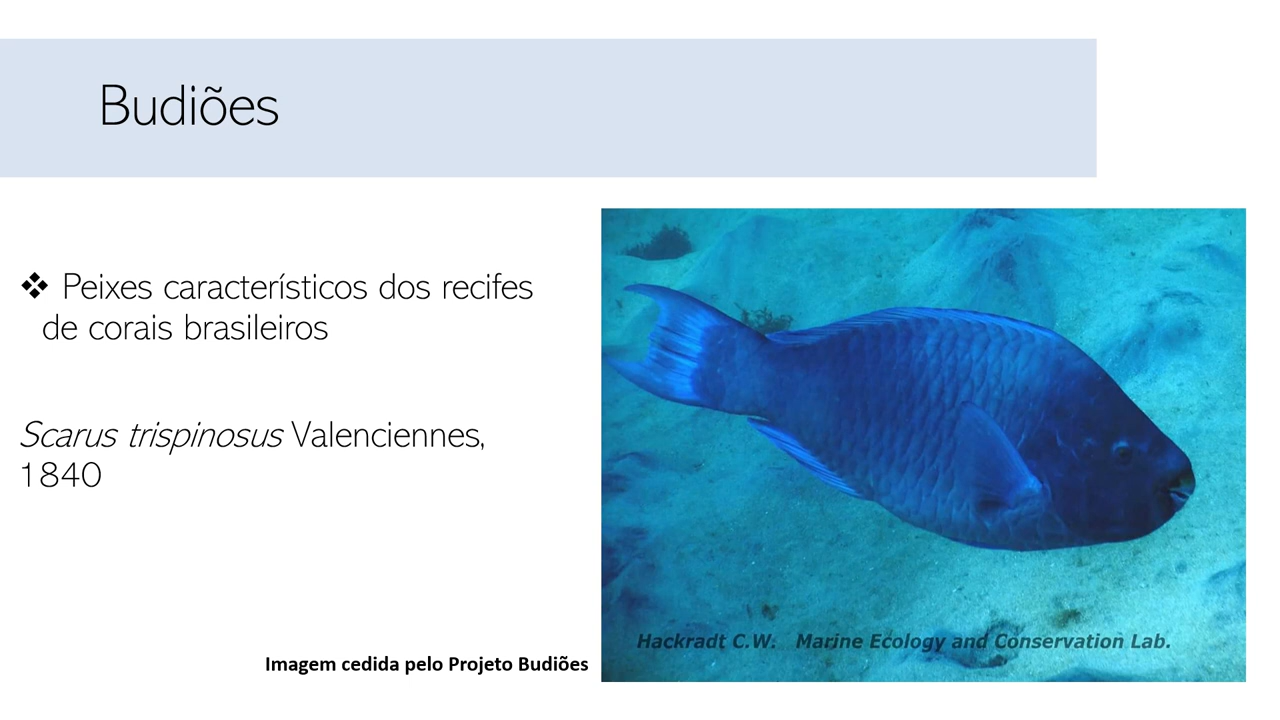 Budiões
❖ Peixes característicos dos recifes
de corais brasileiros
Scarus trispinosus Valenciennes,
1840
Imagem cedida pelo Projeto Budiões
Hackradt C.W. Marine Ecology and Conservation Lab.